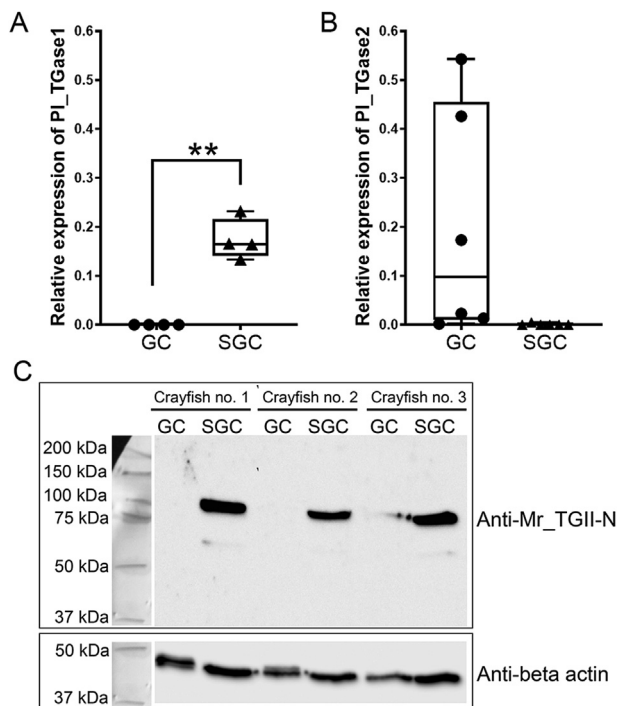 A
Relative expression of Pl_TGase1
0.6
0.5
0.4
0.3
0.2
0.1
0.0
**
GC SGC
B
Relative expression of Pl_TGase2
0.6
0.5
0.4
0.3
0.2
0.1
0.0
GC SGC
C
Crayfish no. 1 Crayfish no. 2 Crayfish no. 3
GC SGC GC SGC GC SGC
200 kDa
150 kDa
100 kDa
75 kDa
50 kDa
37 kDa
Anti-Mr_TGII-N
50 kDa
37 kDa
Anti-beta actin